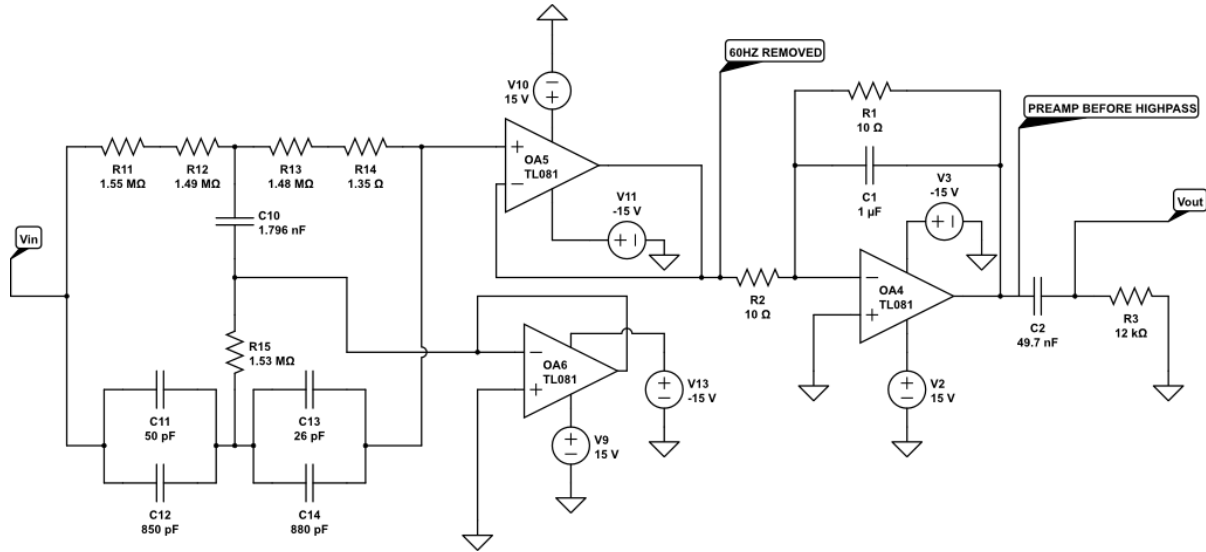 60HZ REMOVED
V10
15 V
R1
10 Ω
PREAMP BEFORE HIGHPASS
R11
1.55 MΩ
R12
1.49 MΩ
R13
1.48 MΩ
R14
1.35 Ω
+
−
OA5
TL081
C1
1 µF
V3
-15 V
Vout
C10
1.796 nF
V11
-15 V
Vin
R2
10 Ω
−
+
OA4
TL081
C2
49.7 nF
R3
12 kΩ
R15
1.53 MΩ
−
+
OA6
TL081
V13
-15 V
V2
15 V
C11
50 pF
C13
26 pF
V9
15 V
C12
850 pF
C14
880 pF